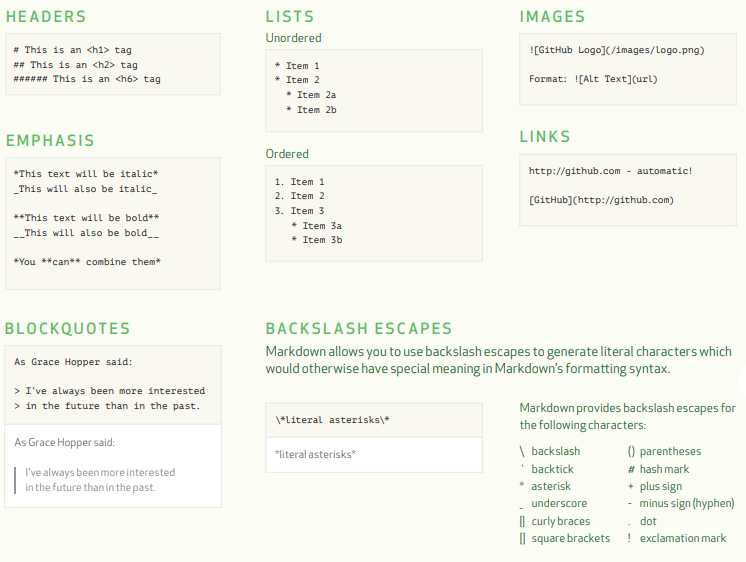 HEADERS
# This is an <h1> tag
## This is an <h2> tag
###### This is an <h6> tag
EMPHASIS
*This text will be italic*
_This will also be italic_
**This text will be bold**
__This will also be bold__
*You **can** combine them*
LISTS
Unordered
* Item 1
* Item 2
  * Item 2a
  * Item 2b
Ordered
1. Item 1
2. Item 2
3. Item 3
   * Item 3a
   * Item 3b
IMAGES
![GitHub Logo](/images/logo.png)
Format: ![Alt Text](url)
LINKS
http://github.com - automatic!
[GitHub](http://github.com)
BLOCKQUOTES
As Grace Hopper said:
> I've always been more interested
> in the future than in the past.
As Grace Hopper said:
I've always been more interested
in the future than in the past.
BACKSLASH ESCAPES
Markdown allows you to use backslash escapes to generate literal characters which
would otherwise have special meaning in Markdown's formatting syntax.
\*literal asterisks\*
*literal asterisks*
Markdown provides backslash escapes for
the following characters:
\ backslash
` backtick
* asterisk
_ underscore
{} curly braces
[] square brackets
() parentheses
# hash mark
+ plus sign
- minus sign (hyphen)
. dot
! exclamation mark